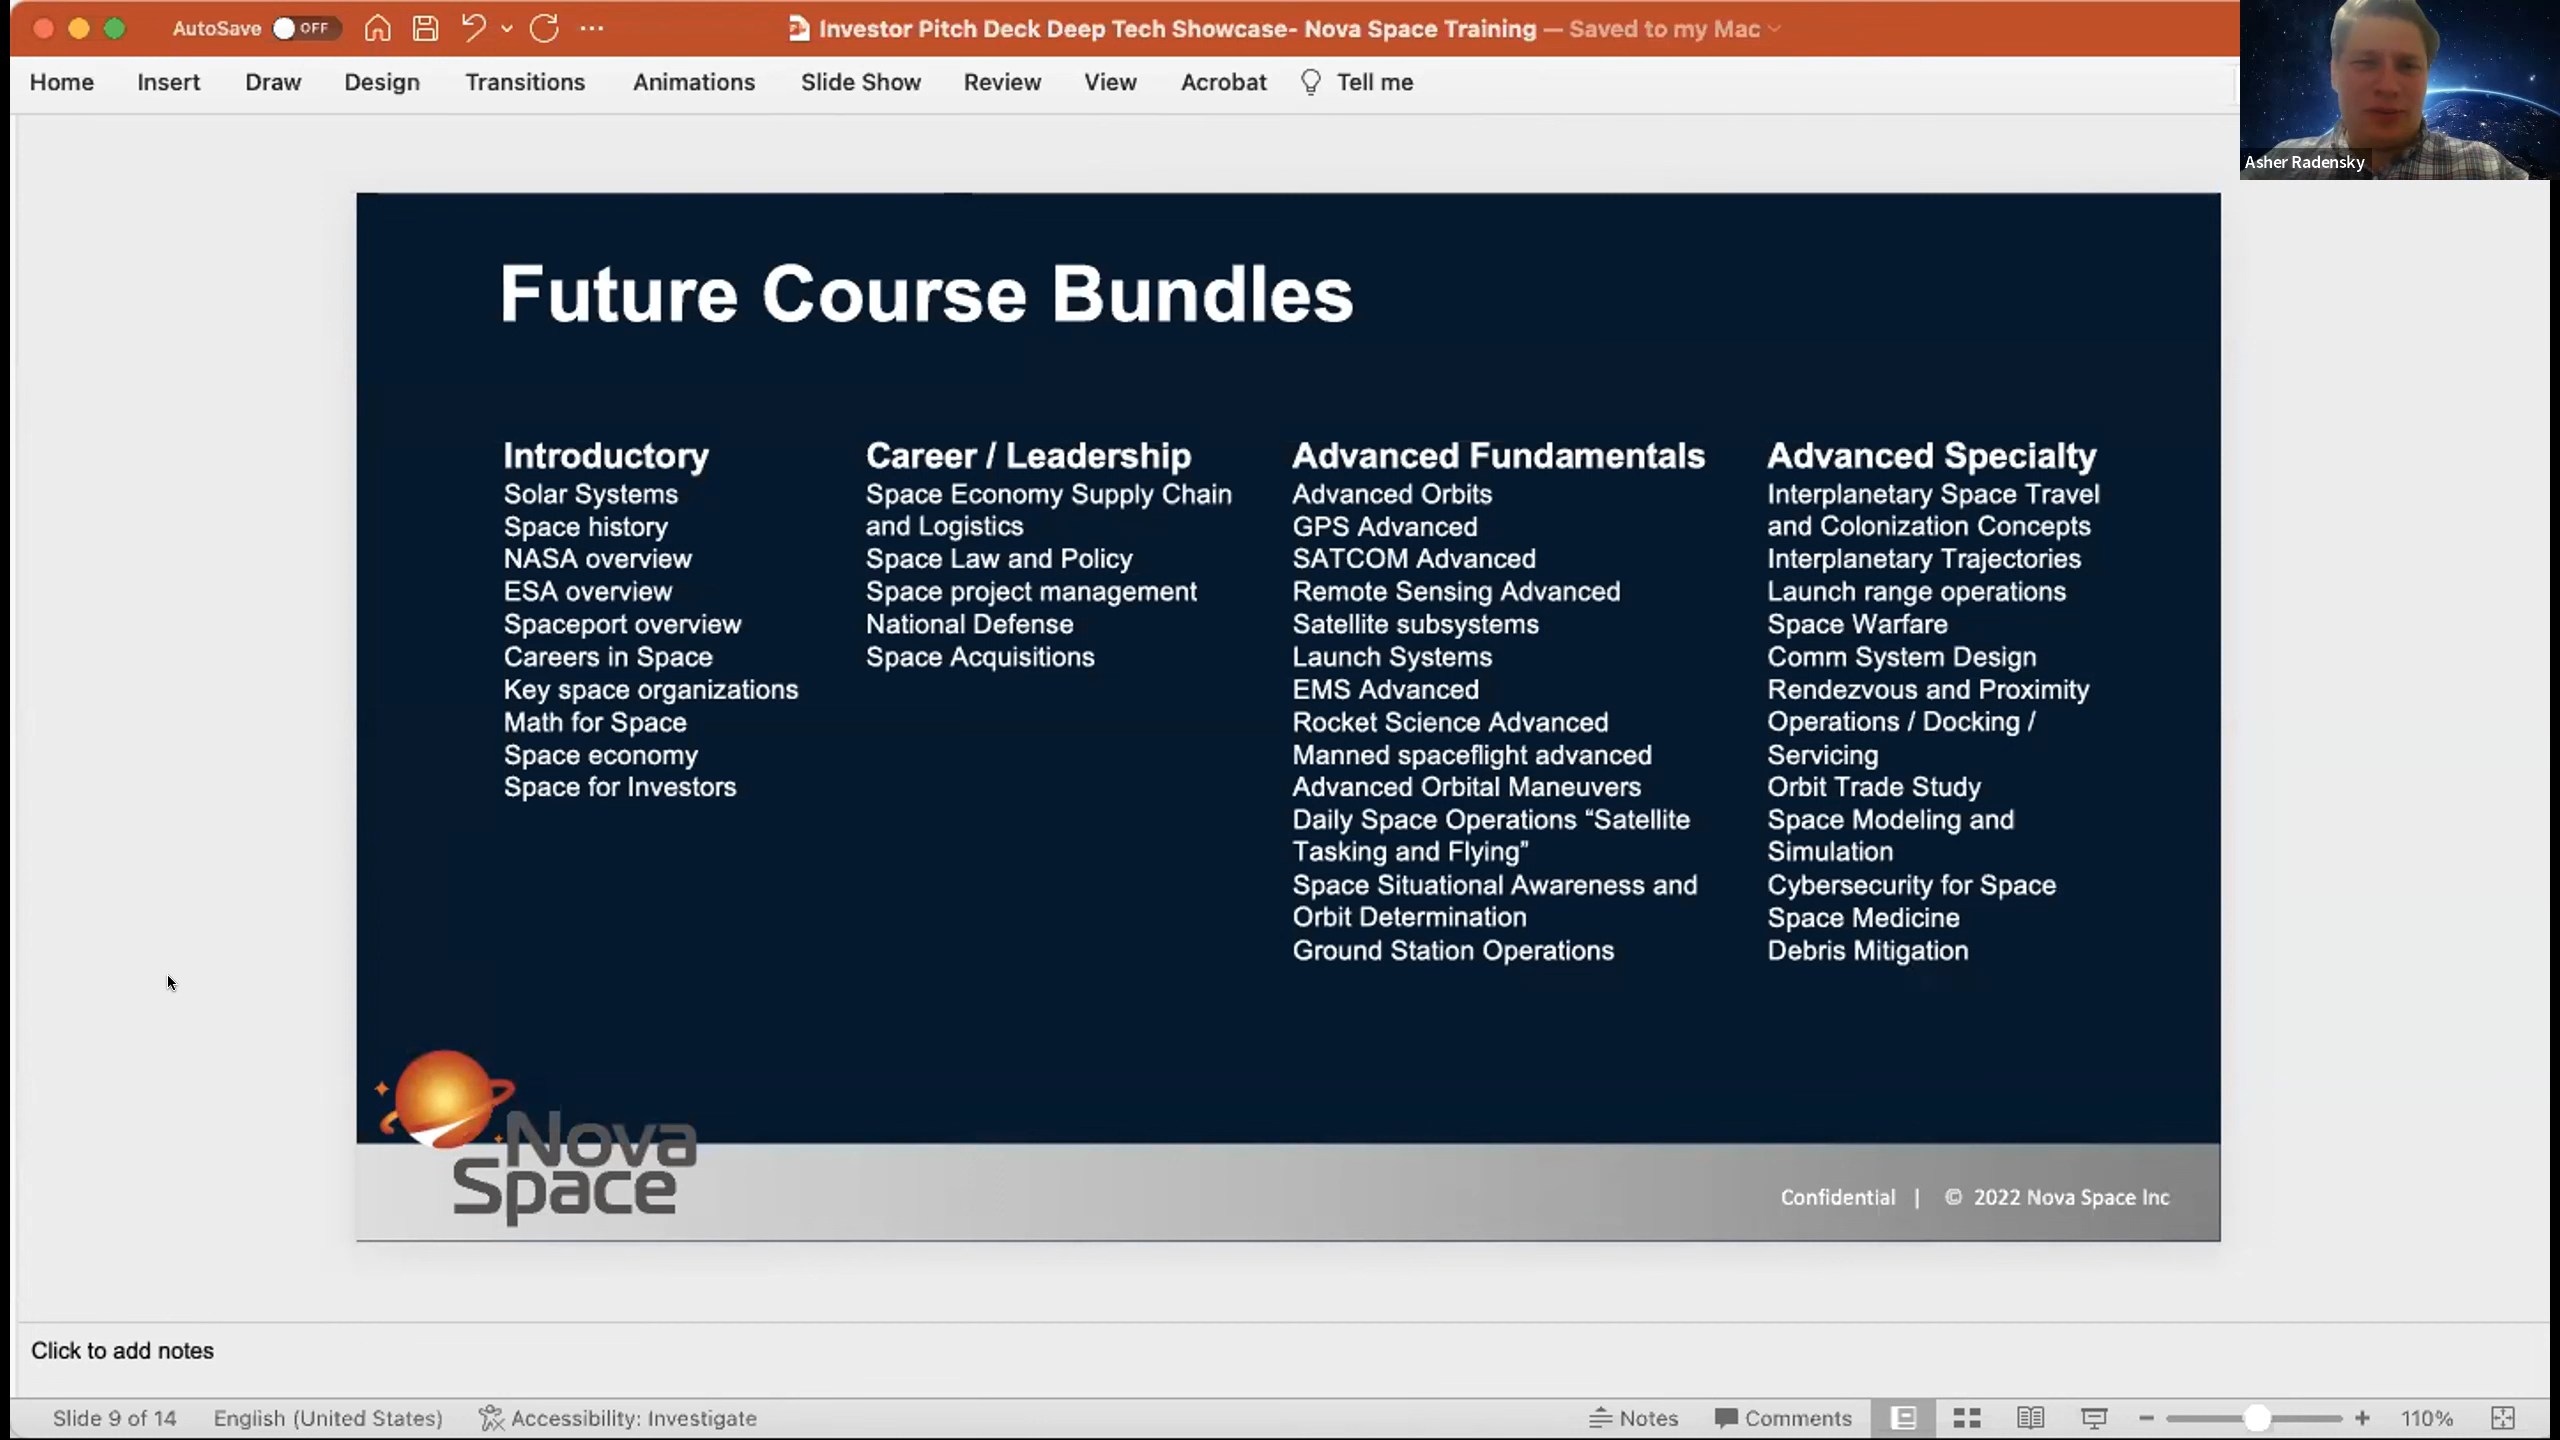 AutoSave OFF
Investor Pitch Deck Deep Tech Showcase- Nova Space Training — Saved to my Mac
Home Insert Draw Design Transitions Animations Slide Show Review View Acrobat Tell me
Asher Radensky
Future Course Bundles
Introductory
Solar Systems
Space history
NASA overview
ESA overview
Spaceport overview
Careers in Space
Key space organizations
Math for Space
Space economy
Space for Investors
Career / Leadership
Space Economy Supply Chain
and Logistics
Space Law and Policy
Space project management
National Defense
Space Acquisitions
Advanced Fundamentals
Advanced Orbits
GPS Advanced
SATCOM Advanced
Remote Sensing Advanced
Satellite subsystems
Launch Systems
EMS Advanced
Rocket Science Advanced
Manned spaceflight advanced
Advanced Orbital Maneuvers
Daily Space Operations “Satellite
Tasking and Flying”
Space Situational Awareness and
Orbit Determination
Ground Station Operations
Advanced Specialty
Interplanetary Space Travel
and Colonization Concepts
Interplanetary Trajectories
Launch range operations
Space Warfare
Comm System Design
Rendezvous and Proximity
Operations / Docking /
Servicing
Orbit Trade Study
Space Modeling and
Simulation
Cybersecurity for Space
Space Medicine
Debris Mitigation
Nova
Space
Confidential | © 2022 Nova Space Inc
Click to add notes
Slide 9 of 14 English (United States) Accessibility: Investigate Notes Comments 110%